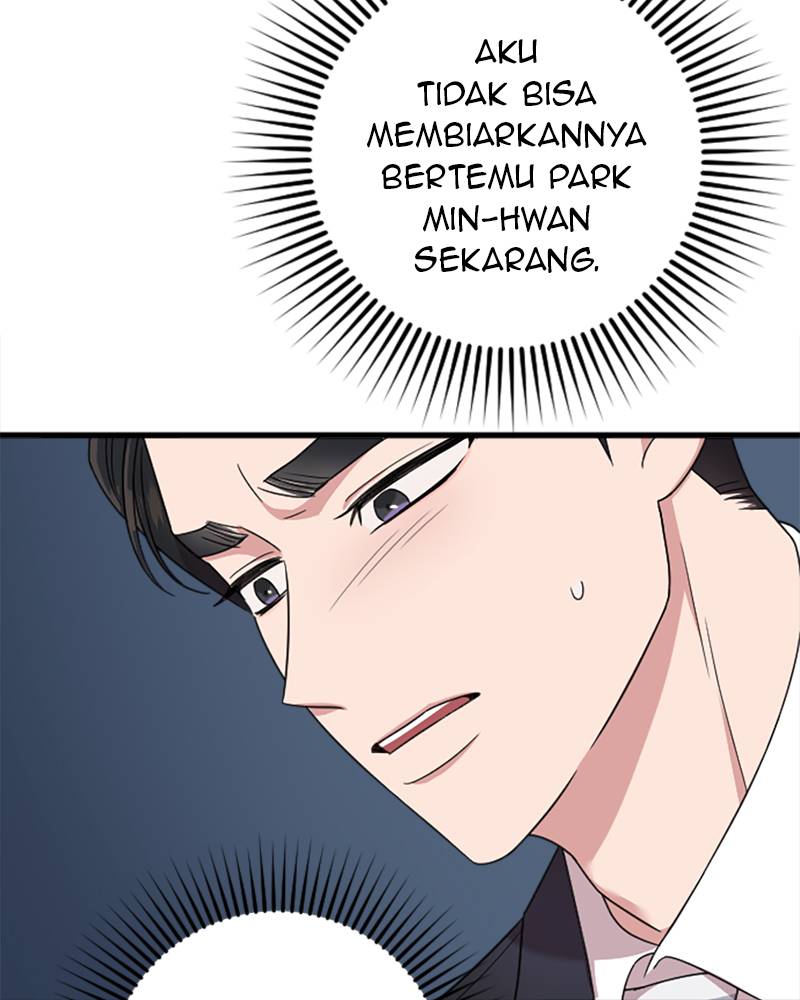 AKU
TIDAK BISA
MEMBIARKANNYA
BERTEMU PARK
MIN-HWAN
SEKARANG.